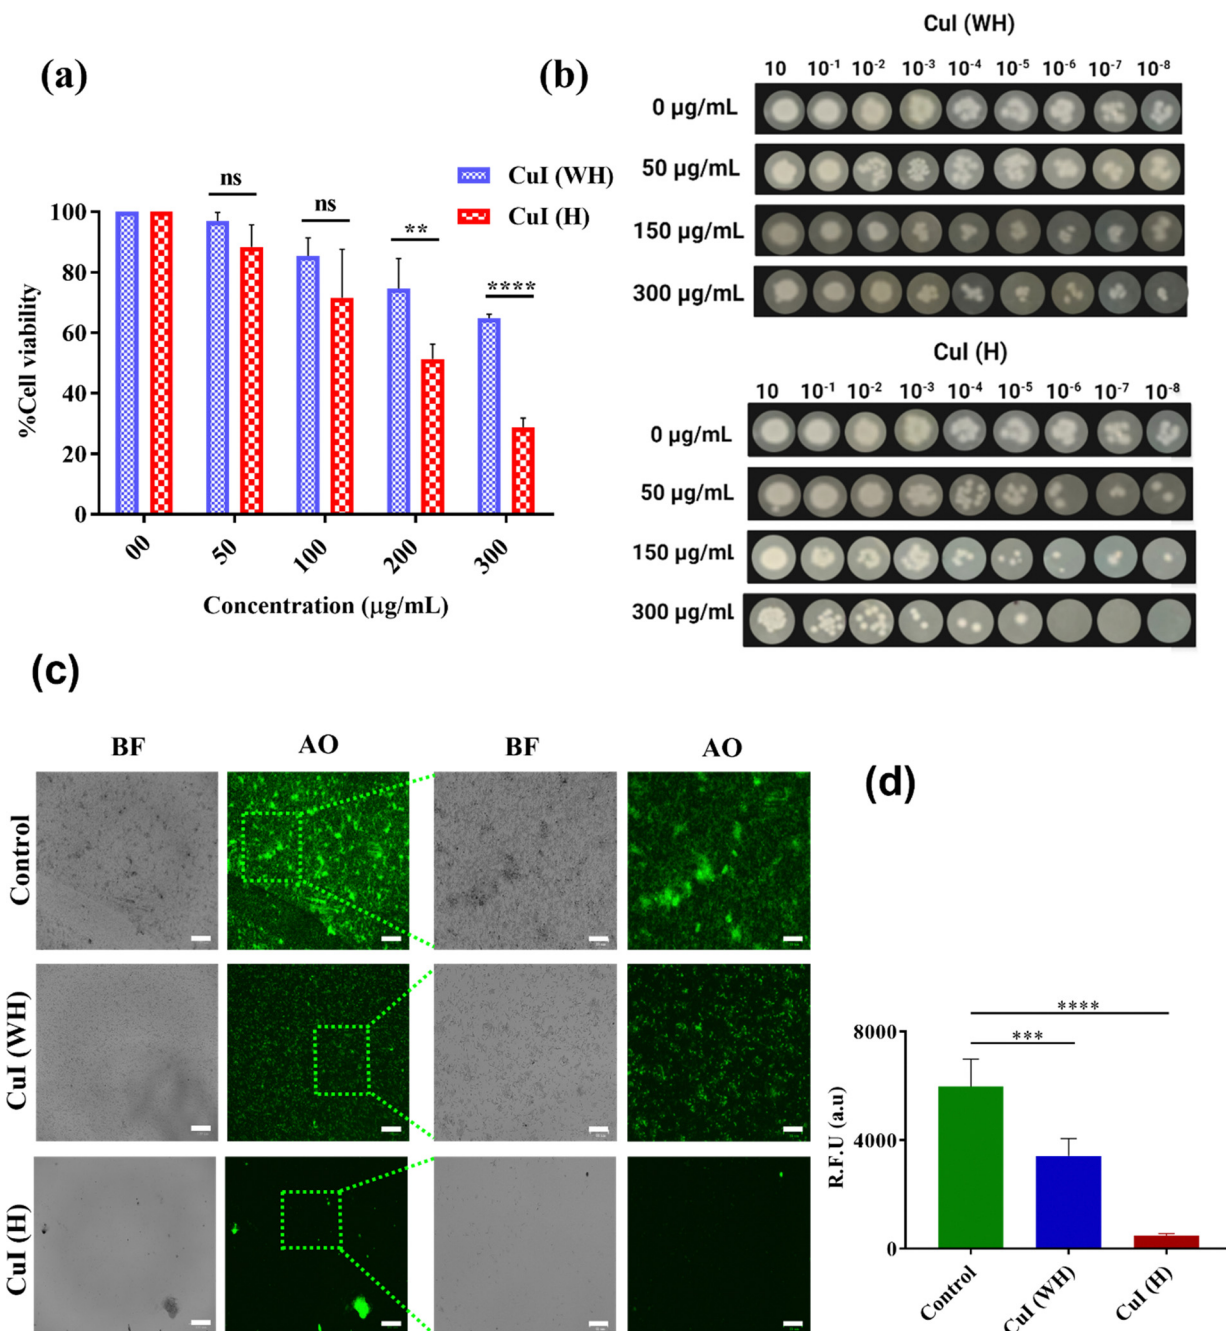 (a)
ns
ns
**
****
CuI (WH)
CuI (H)
100
80
60
40
20
0
%Cell viability
00
50
100
200
300
Concentration (μg/mL)
(b)
CuI (WH)
10 10-1 10-2 10-3 10-4 10-5 10-6 10-7 10-8
0 μg/mL
50 μg/mL
150 μg/mL
300 μg/mL
CuI (H)
10 10-1 10-2 10-3 10-4 10-5 10-6 10-7 10-8
0 μg/mL
50 μg/mL
150 μg/mL
300 μg/mL
(c)
BF AO BF AO
Control
CuI (WH)
CuI (H)
(d)
****
***
8000
4000
0
R.F.U (a.u)
Control
CuI (WH)
CuI (H)